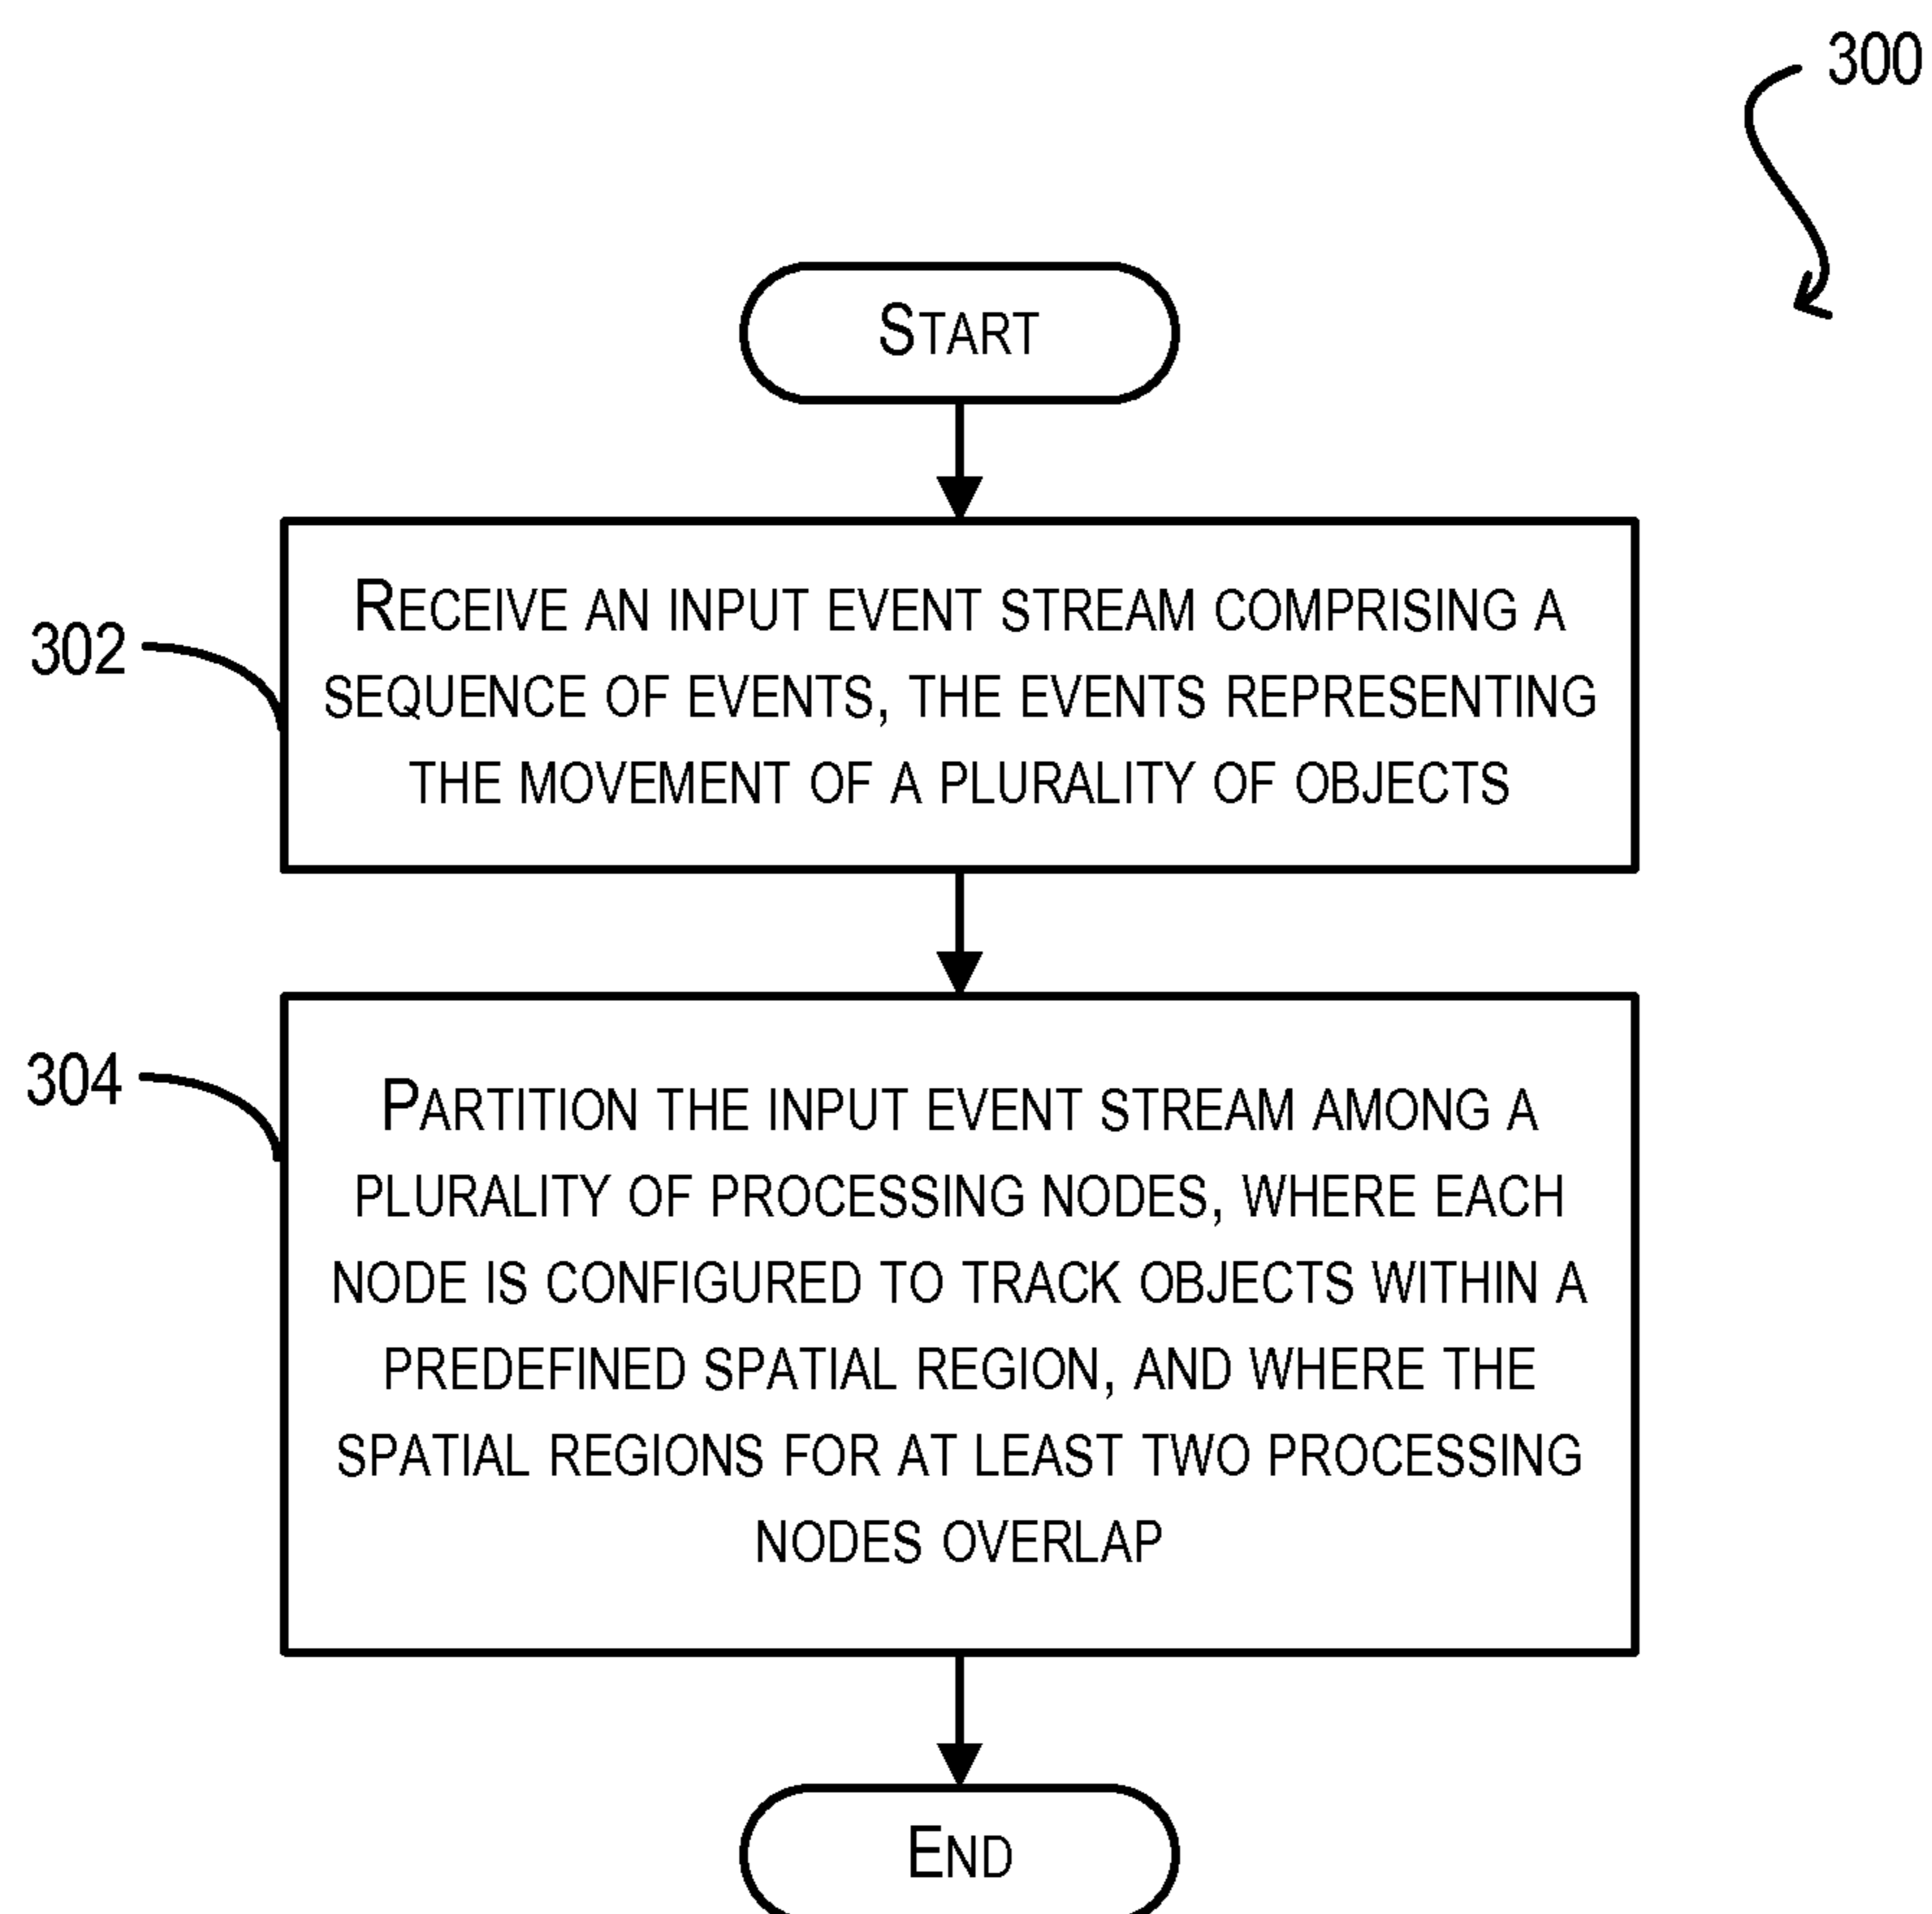 300
START
RECEIVE AN INPUT EVENT STREAM COMPRISING A
SEQUENCE OF EVENTS, THE EVENTS REPRESENTING
THE MOVEMENT OF A PLURALITY OF OBJECTS
302
PARTITION THE INPUT EVENT STREAM AMONG A
PLURALITY OF PROCESSING NODES, WHERE EACH
NODE IS CONFIGURED TO TRACK OBJECTS WITHIN A
PREDEFINED SPATIAL REGION, AND WHERE THE
SPATIAL REGIONS FOR AT LEAST TWO PROCESSING
NODES OVERLAP
304
END